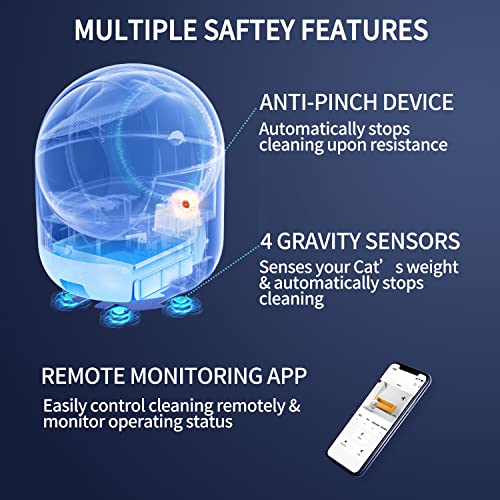 MULTIPLE SAFTEY FEATURES
ANTI-PINCH DEVICE
Automatically stops
cleaning upon resistance
4 GRAVITY SENSORS
Senses your Cat’s weight
& automatically stops
cleaning
REMOTE MONITORING APP
Easily control cleaning remotely &
monitor operating status